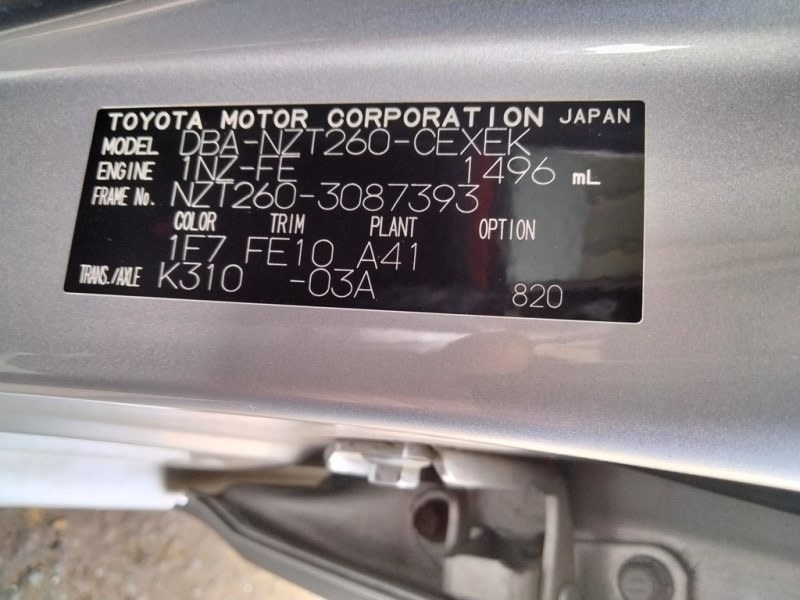 TOYOTA MOTOR CORPORATION JAPAN
MODEL DBA-NZT260-CEXEK
ENGINE 1NZ-FE 1496 mL
FRAME No. NZT260-3087393
COLOR TRIM PLANT OPTION
1F7 FE10 A41
TRANS./AXLE K310 -03A 820